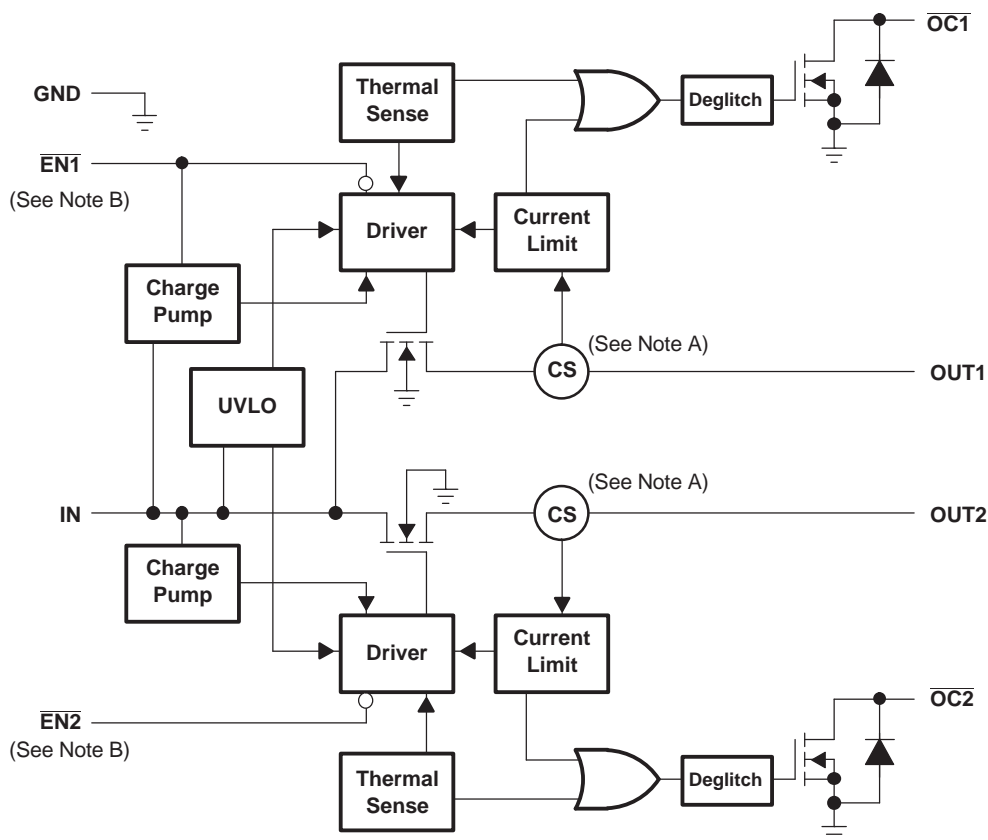 OC1
Thermal
Sense
Deglitch
GND
EN1
(See Note B)
Driver
Current
Limit
Charge
Pump
(See Note A)
CS
OUT1
UVLO
(See Note A)
IN
CS
OUT2
Charge
Pump
Driver
Current
Limit
EN2
(See Note B)
OC2
Thermal
Sense
Deglitch